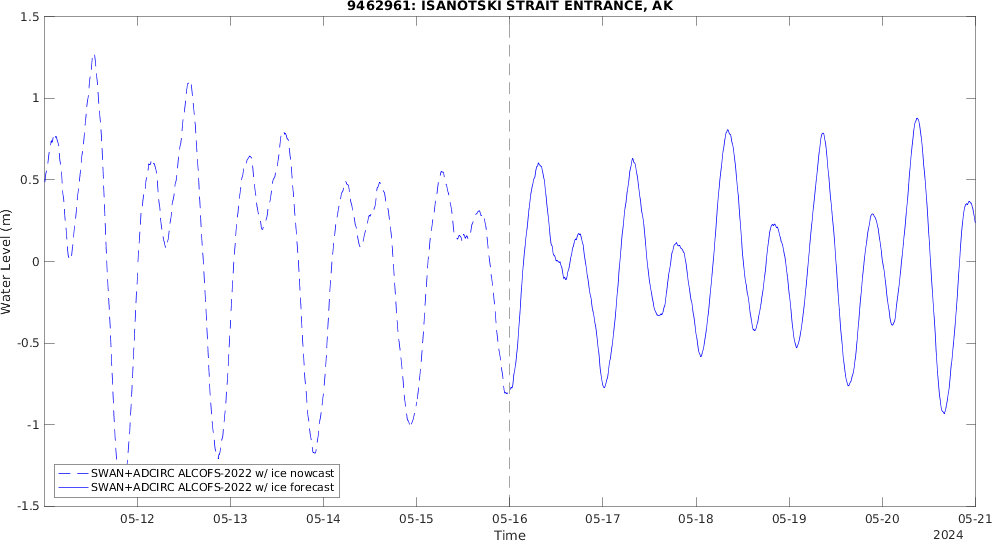 9462961: ISANOTSKI STRAIT ENTRANCE, AK
1.5
1
0.5
0
-0.5
-1
-1.5
Water Level (m)
SWAN+ADCIRC ALCOFS-2022 w/ ice nowcast
SWAN+ADCIRC ALCOFS-2022 w/ ice forecast
05-12 05-13 05-14 05-15 05-16 05-17 05-18 05-19 05-20 05-21
Time
2024